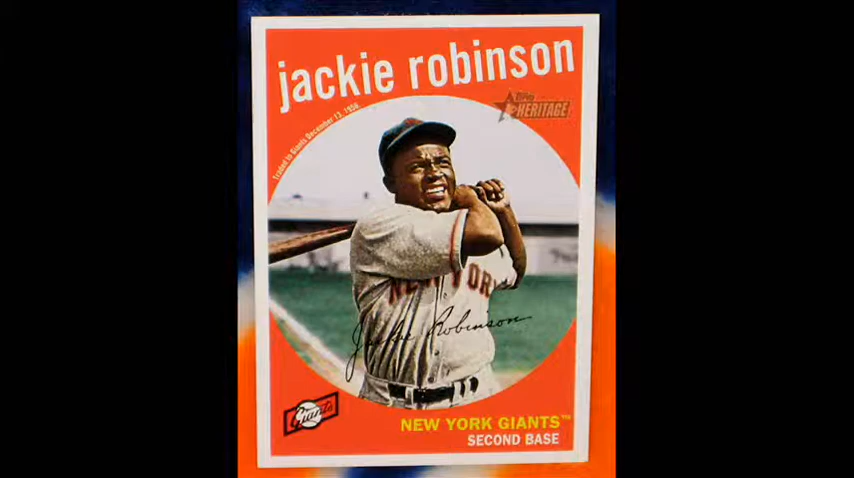 jackie robinson
Topps
HERITAGE
Traded to Giants December 13, 1956
NEW YORK
Jackie Robinson
Giants
NEW YORK GIANTS™
SECOND BASE